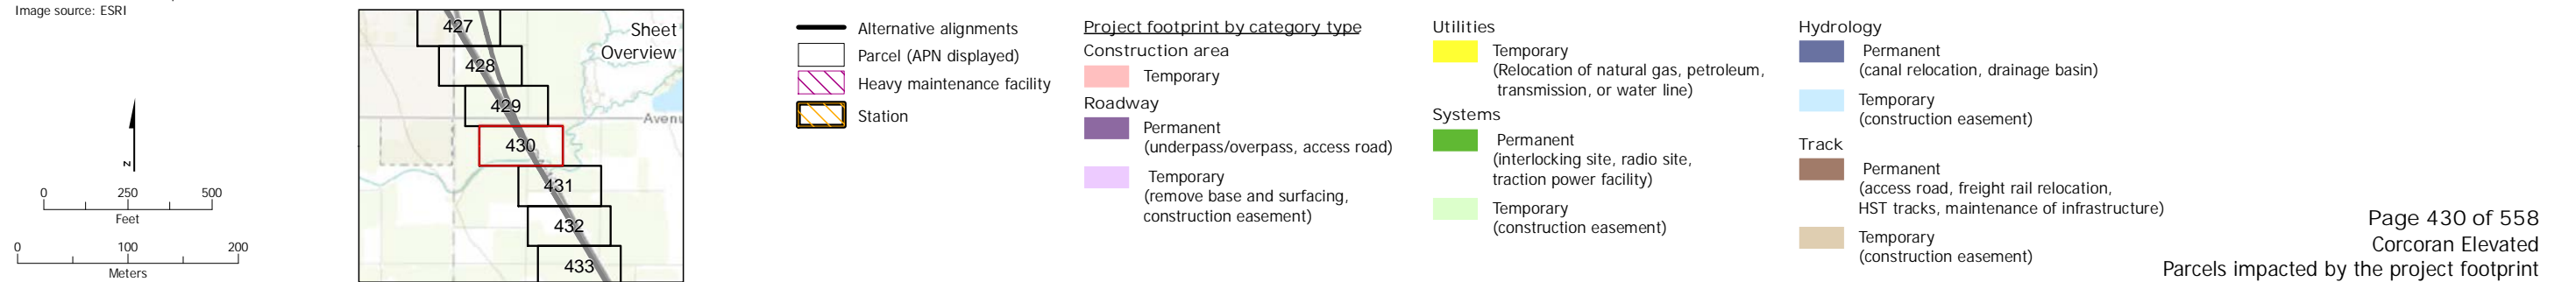 Image source: ESRI
N
0 250 500
Feet
0 100 200
Meters
Sheet
Overview
427
428
429
430
431
432
433
Alternative alignments
Parcel (APN displayed)
Heavy maintenance facility
Station
Project footprint by category type
Construction area
Temporary
Roadway
Permanent
(underpass/overpass, access road)
Temporary
(remove base and surfacing,
construction easement)
Utilities
Temporary
(Relocation of natural gas, petroleum,
transmission, or water line)
Systems
Permanent
(interlocking site, radio site,
traction power facility)
Temporary
(construction easement)
Hydrology
Permanent
(canal relocation, drainage basin)
Temporary
(construction easement)
Track
Permanent
(access road, freight rail relocation,
HST tracks, maintenance of infrastructure)
Temporary
(construction easement)
Page 430 of 558
Corcoran Elevated
Parcels impacted by the project footprint